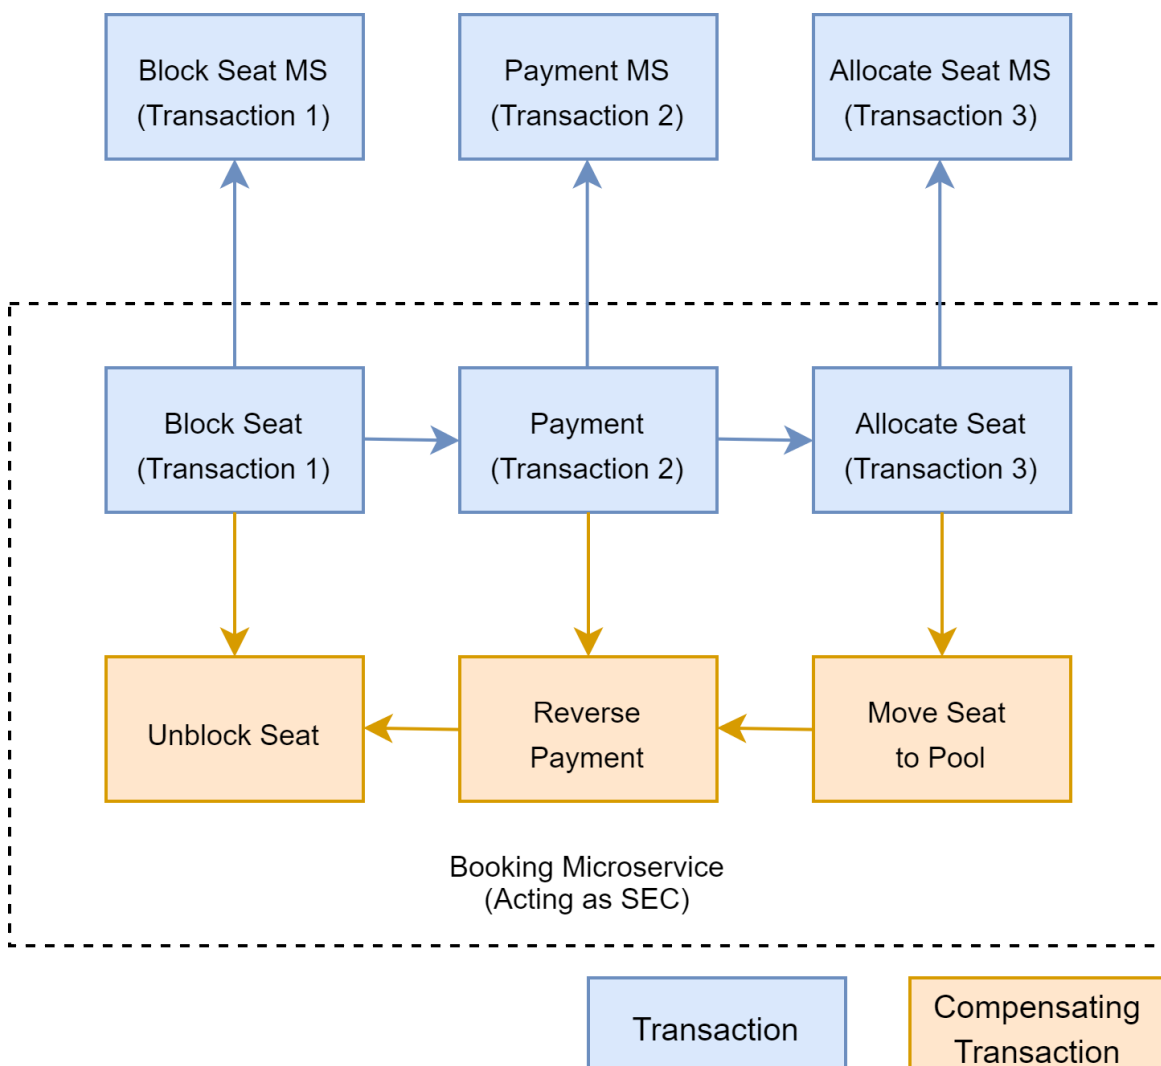 Block Seat MS
(Transaction 1)
Payment MS
(Transaction 2)
Allocate Seat MS
(Transaction 3)
Block Seat
(Transaction 1)
Payment
(Transaction 2)
Allocate Seat
(Transaction 3)
Unblock Seat
Reverse
Payment
Move Seat
to Pool
Booking Microservice
(Acting as SEC)
Transaction
Compensating
Transaction